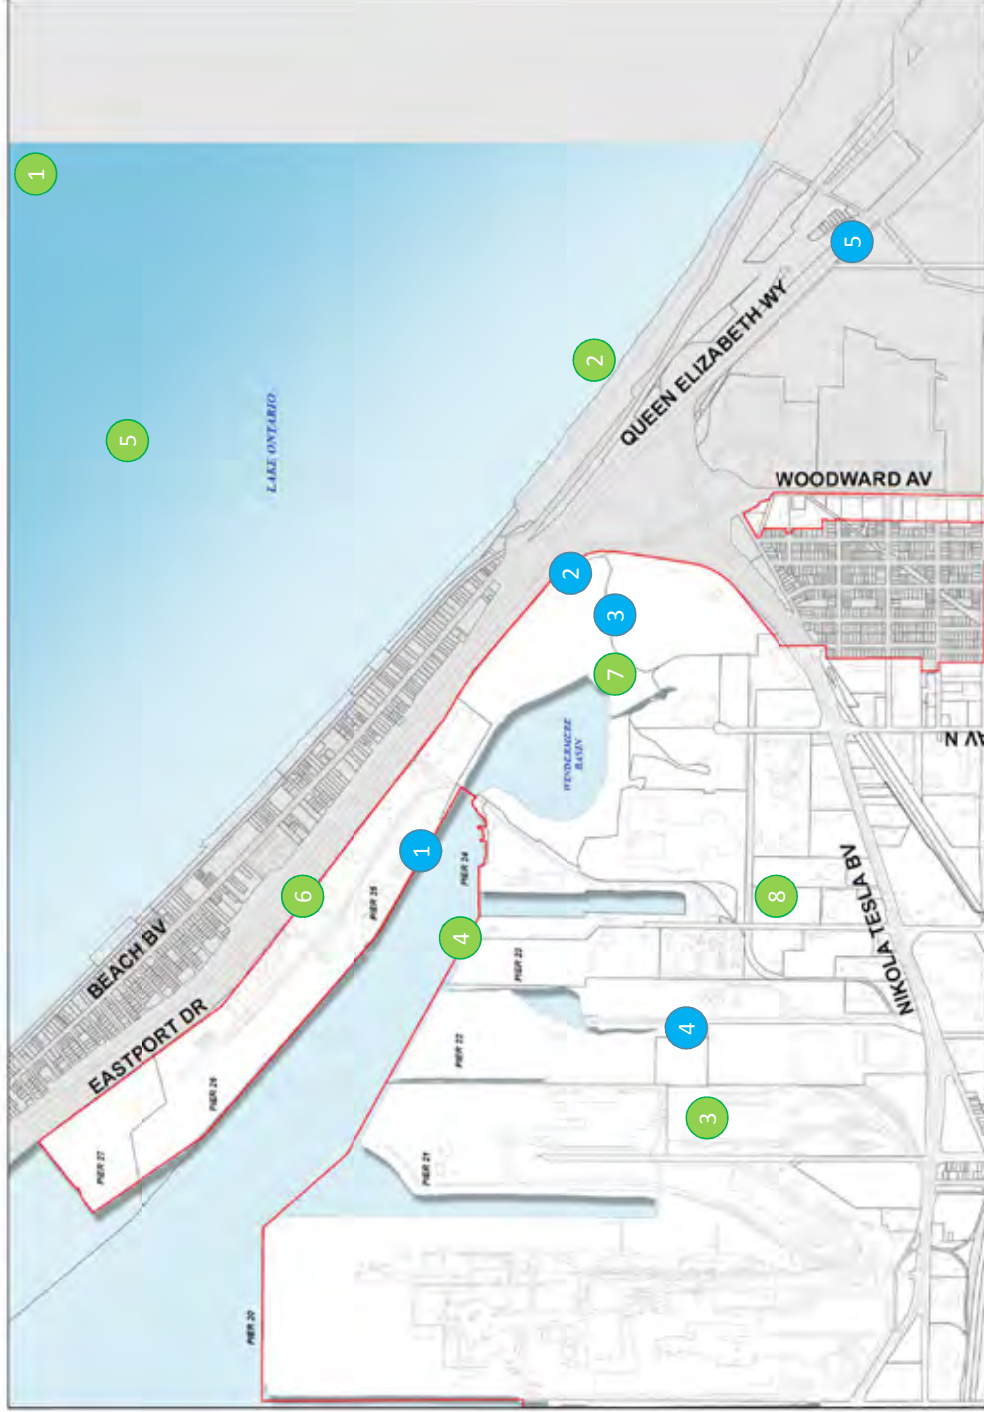 1
5
LAKE ONTARIO
2
QUEEN ELIZABETH WY
5
WOODWARD AV
BEACH BV
EASTPORT DR
6
2
3
7
WINDERMERE
BASIN
1
4
PIER 27
PIER 26
PIER 25
PIER 24
PIER 23
PIER 22
PIER 21
PIER 20
4
3
8
NIKOLA TESLA BV
AV N